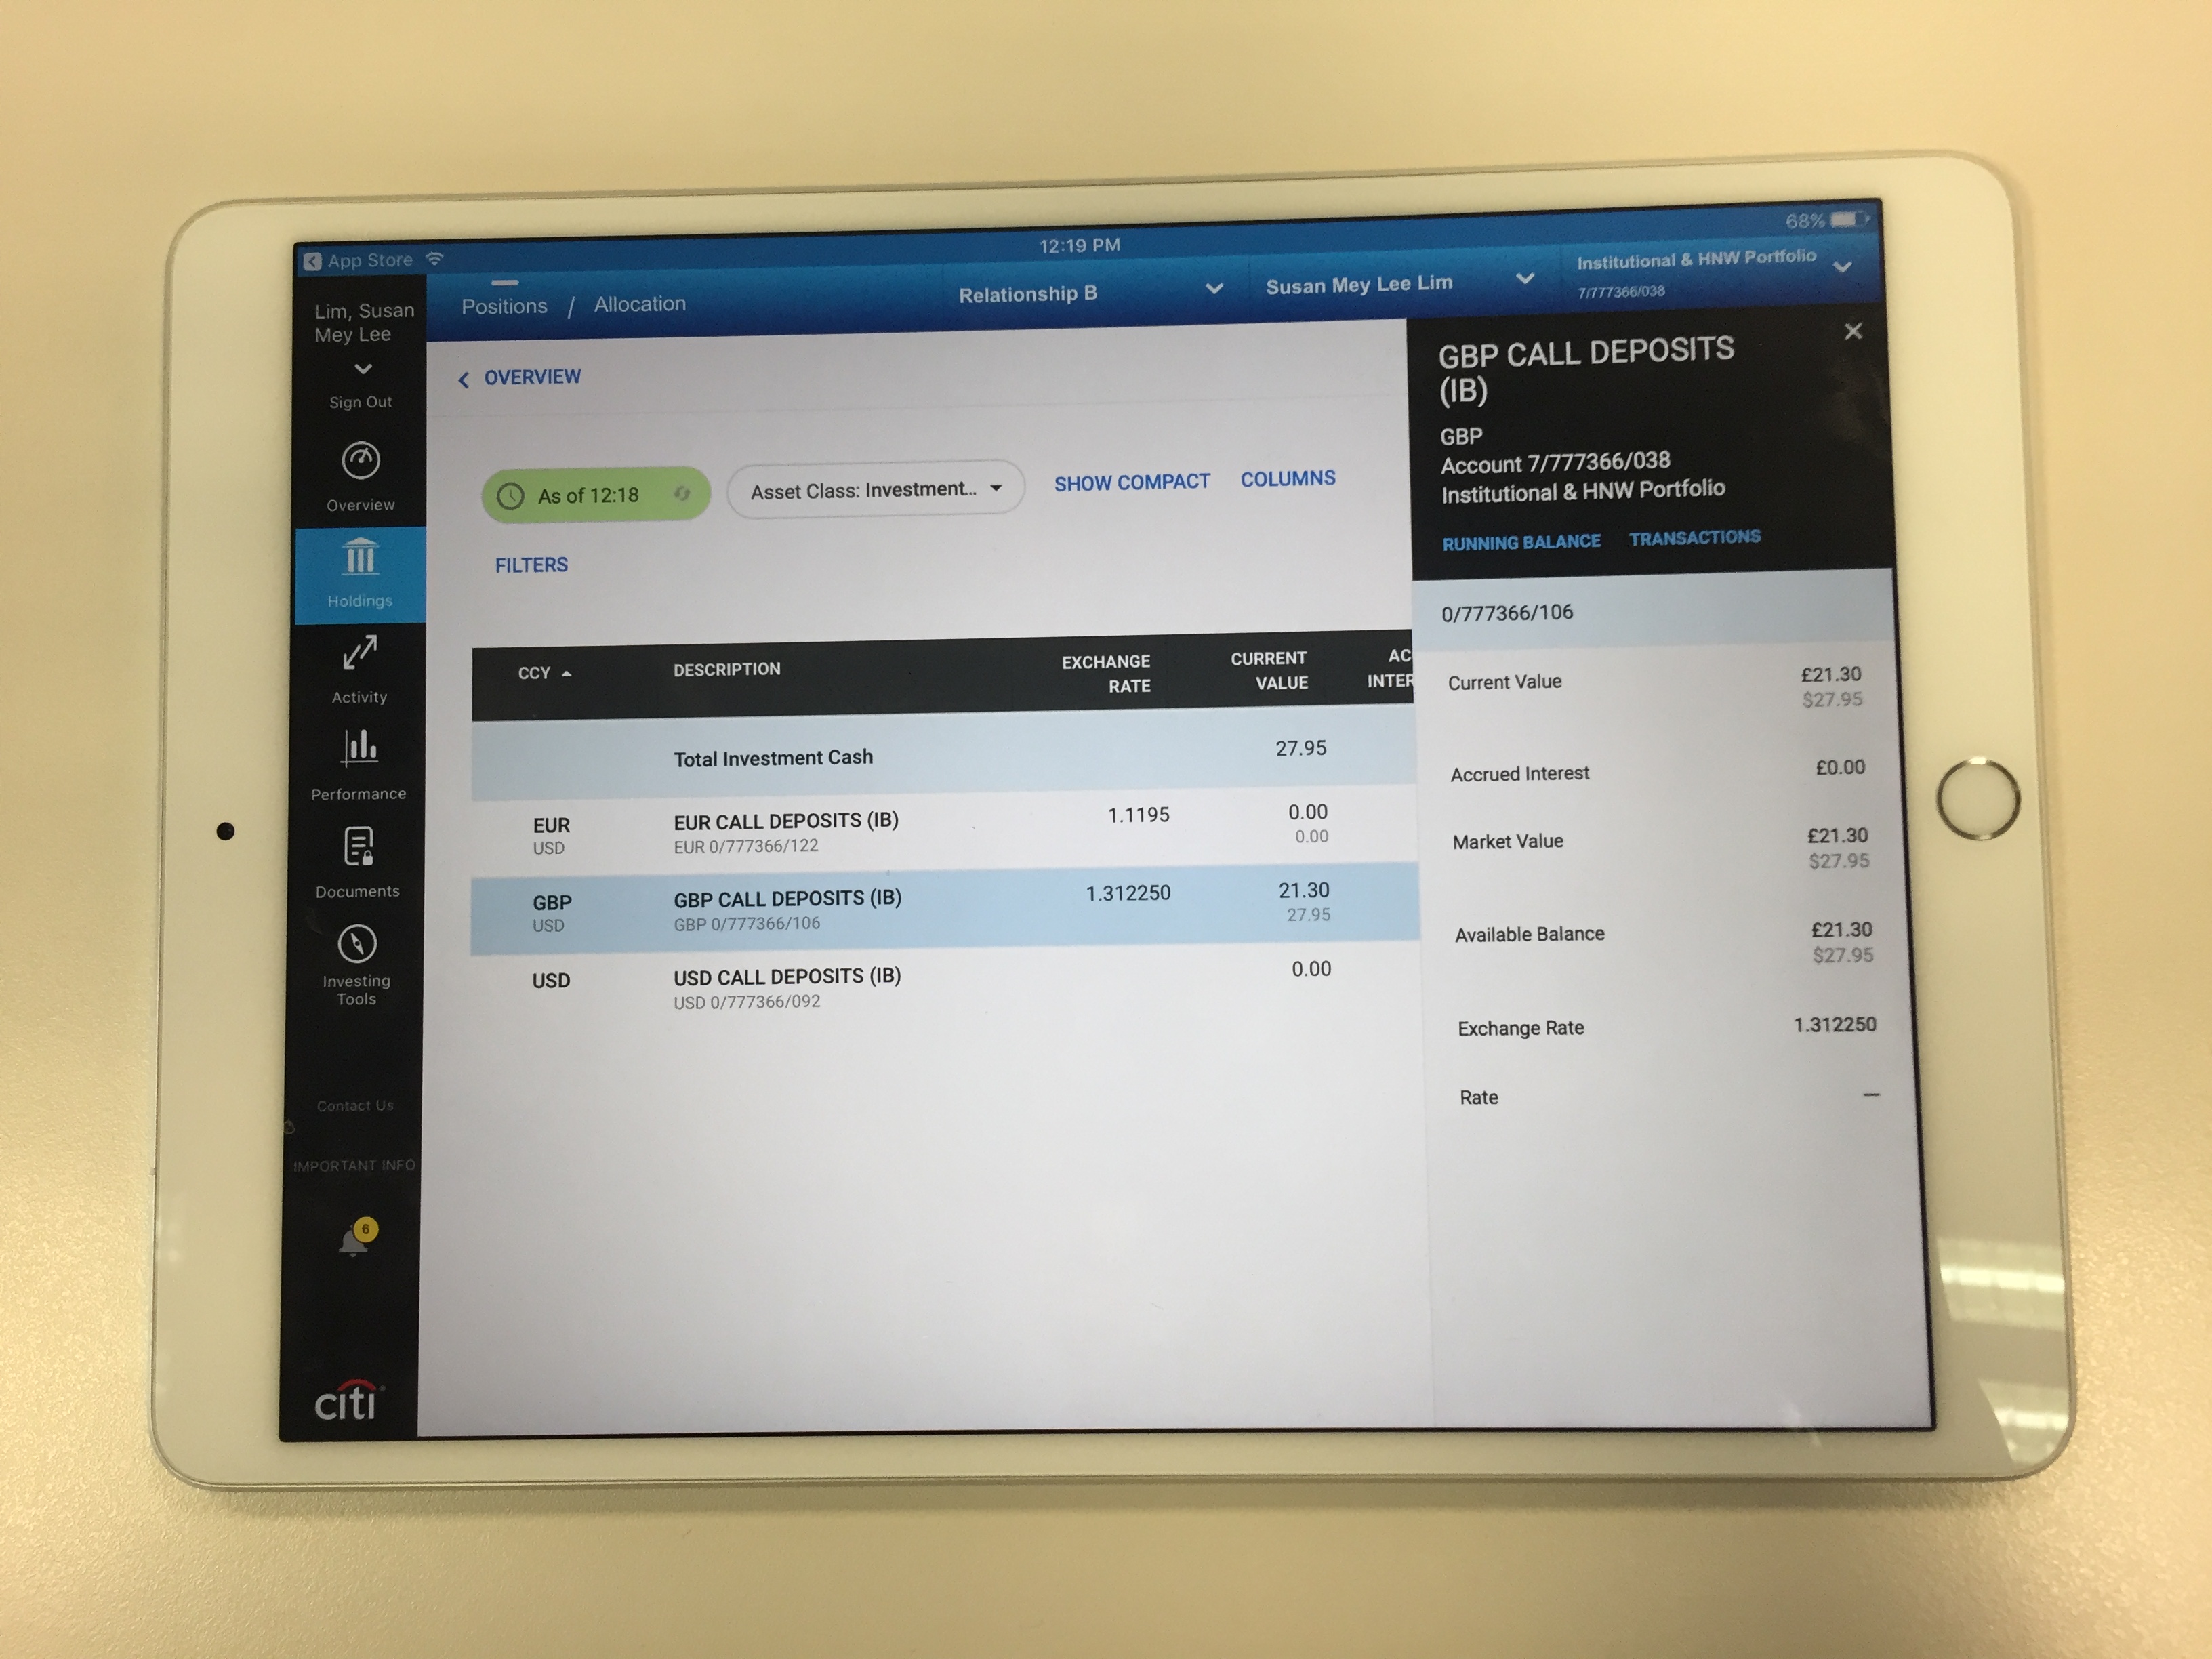 App Store
12:19 PM
68%
Lim, Susan
Mey Lee
Sign Out
Overview
Holdings
Activity
Performance
Documents
Investing
Tools
Contact Us
IMPORTANT INFO
6
citi
Positions / Allocation
Relationship B
Susan Mey Lee Lim
Institutional & HNW Portfolio
7/777366/038
OVERVIEW
As of 12:18
Asset Class: Investment...
SHOW COMPACT
COLUMNS
FILTERS
CCY DESCRIPTION EXCHANGE RATE CURRENT VALUE AC
INTER
Total Investment Cash 27.95
EUR EUR CALL DEPOSITS (IB) 1.1195 0.00
USD EUR 0/777366/122 0.00
GBP GBP CALL DEPOSITS (IB) 1.312250 21.30
USD GBP 0/777366/106 27.95
USD USD CALL DEPOSITS (IB) 0.00
USD 0/777366/092
GBP CALL DEPOSITS
(IB)
GBP
Account 7/777366/038
Institutional & HNW Portfolio
RUNNING BALANCE TRANSACTIONS
0/777366/106
Current Value £21.30
$27.95
Accrued Interest £0.00
Market Value £21.30
$27.95
Available Balance £21.30
$27.95
Exchange Rate 1.312250
Rate –